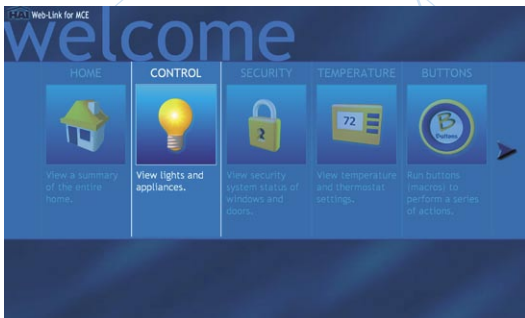 HAI Web-Link for MCE
welcome
HOME CONTROL SECURITY TEMPERATURE BUTTONS
2
72
B
Buttons
View a summary
of the entire
home.
View lights and
appliances.
View security
system status of
windows and
doors.
View temperature
and thermostat
settings.
Run buttons
(macros) to
perform a series
of actions.